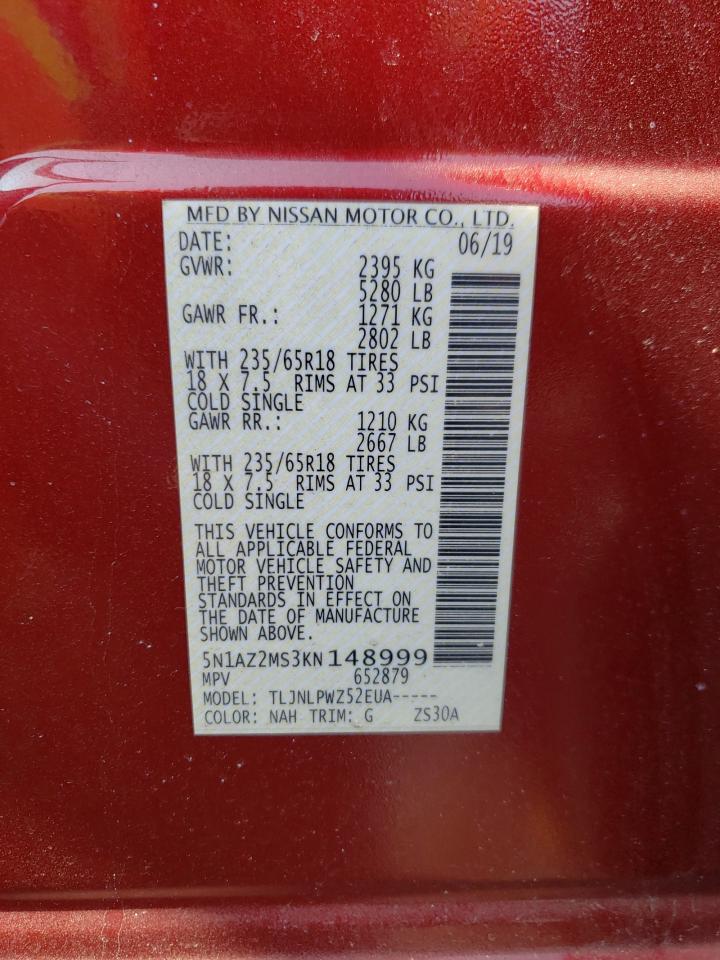 MFD BY NISSAN MOTOR CO., LTD.
DATE: 06/19
GVWR: 2395 KG
5280 LB
GAWR FR.: 1271 KG
2802 LB
WITH 235/65R18 TIRES
18 X 7.5 RIMS AT 33 PSI
COLD SINGLE
GAWR RR.: 1210 KG
2667 LB
WITH 235/65R18 TIRES
18 X 7.5 RIMS AT 33 PSI
COLD SINGLE
THIS VEHICLE CONFORMS TO
ALL APPLICABLE FEDERAL
MOTOR VEHICLE SAFETY AND
THEFT PREVENTION
STANDARDS IN EFFECT ON
THE DATE OF MANUFACTURE
SHOWN ABOVE.
5N1AZ2MS3KN148999
MPV 652879
MODEL: TLJNLPWZ52EUA-----
COLOR: NAH TRIM: G ZS30A